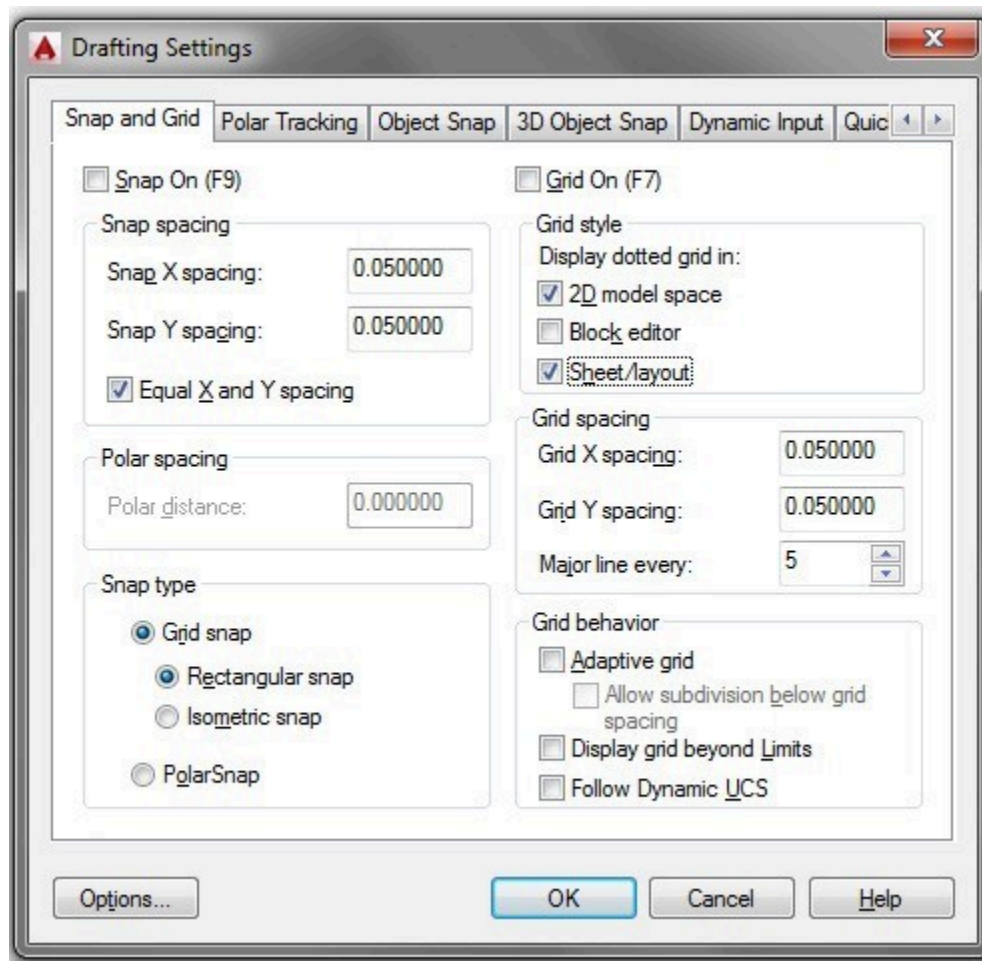 Drafting Settings
Snap and Grid Polar Tracking Object Snap 3D Object Snap Dynamic Input Quic
Snap On (F9)
Snap spacing
Snap X spacing: 0.050000
Snap Y spacing: 0.050000
Equal X and Y spacing
Polar spacing
Polar distance: 0.000000
Snap type
Grid snap
Rectangular snap
Isometric snap
PolarSnap
Grid On (F7)
Grid style
Display dotted grid in:
2D model space
Block editor
Sheet/layout
Grid spacing
Grid X spacing: 0.050000
Grid Y spacing: 0.050000
Major line every: 5
Grid behavior
Adaptive grid
Allow subdivision below grid
spacing
Display grid beyond Limits
Follow Dynamic UCS
Options... OK Cancel Help